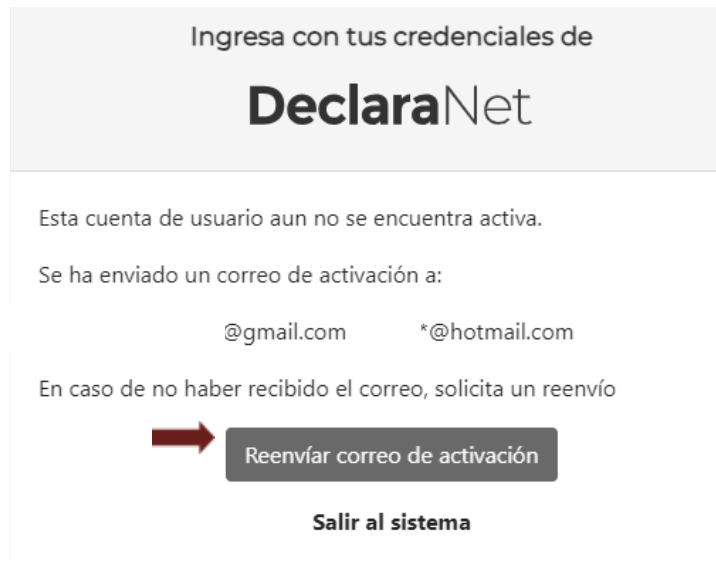 Ingresa con tus credenciales de
DeclaraNet
Esta cuenta de usuario aun no se encuentra activa.
Se ha enviado un correo de activación a:
@gmail.com *@hotmail.com
En caso de no haber recibido el correo, solicita un reenvío
Reenvíar correo de activación
Salir al sistema